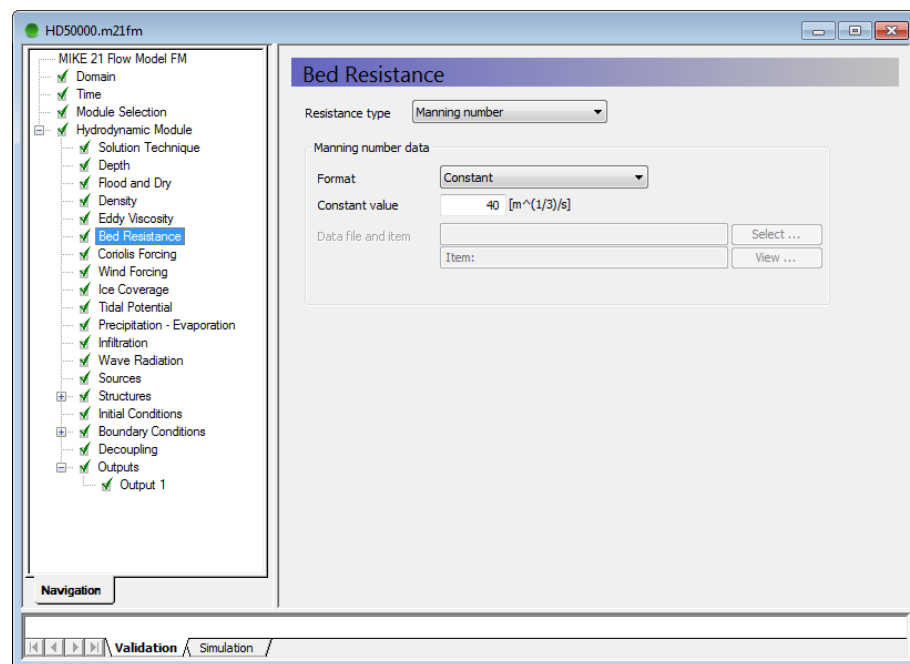 HD50000.m21fm
MIKE 21 Flow Model FM
Domain
Time
Module Selection
Hydrodynamic Module
Solution Technique
Depth
Flood and Dry
Density
Eddy Viscosity
Bed Resistance
Coriolis Forcing
Wind Forcing
Ice Coverage
Tidal Potential
Precipitation - Evaporation
Infiltration
Wave Radiation
Sources
Structures
Initial Conditions
Boundary Conditions
Decoupling
Outputs
Output 1
Navigation
Bed Resistance
Resistance type Manning number
Manning number data
Format Constant
Constant value 40 [m^(1/3)/s]
Data file and item Select ...
Item: View ...
Validation Simulation